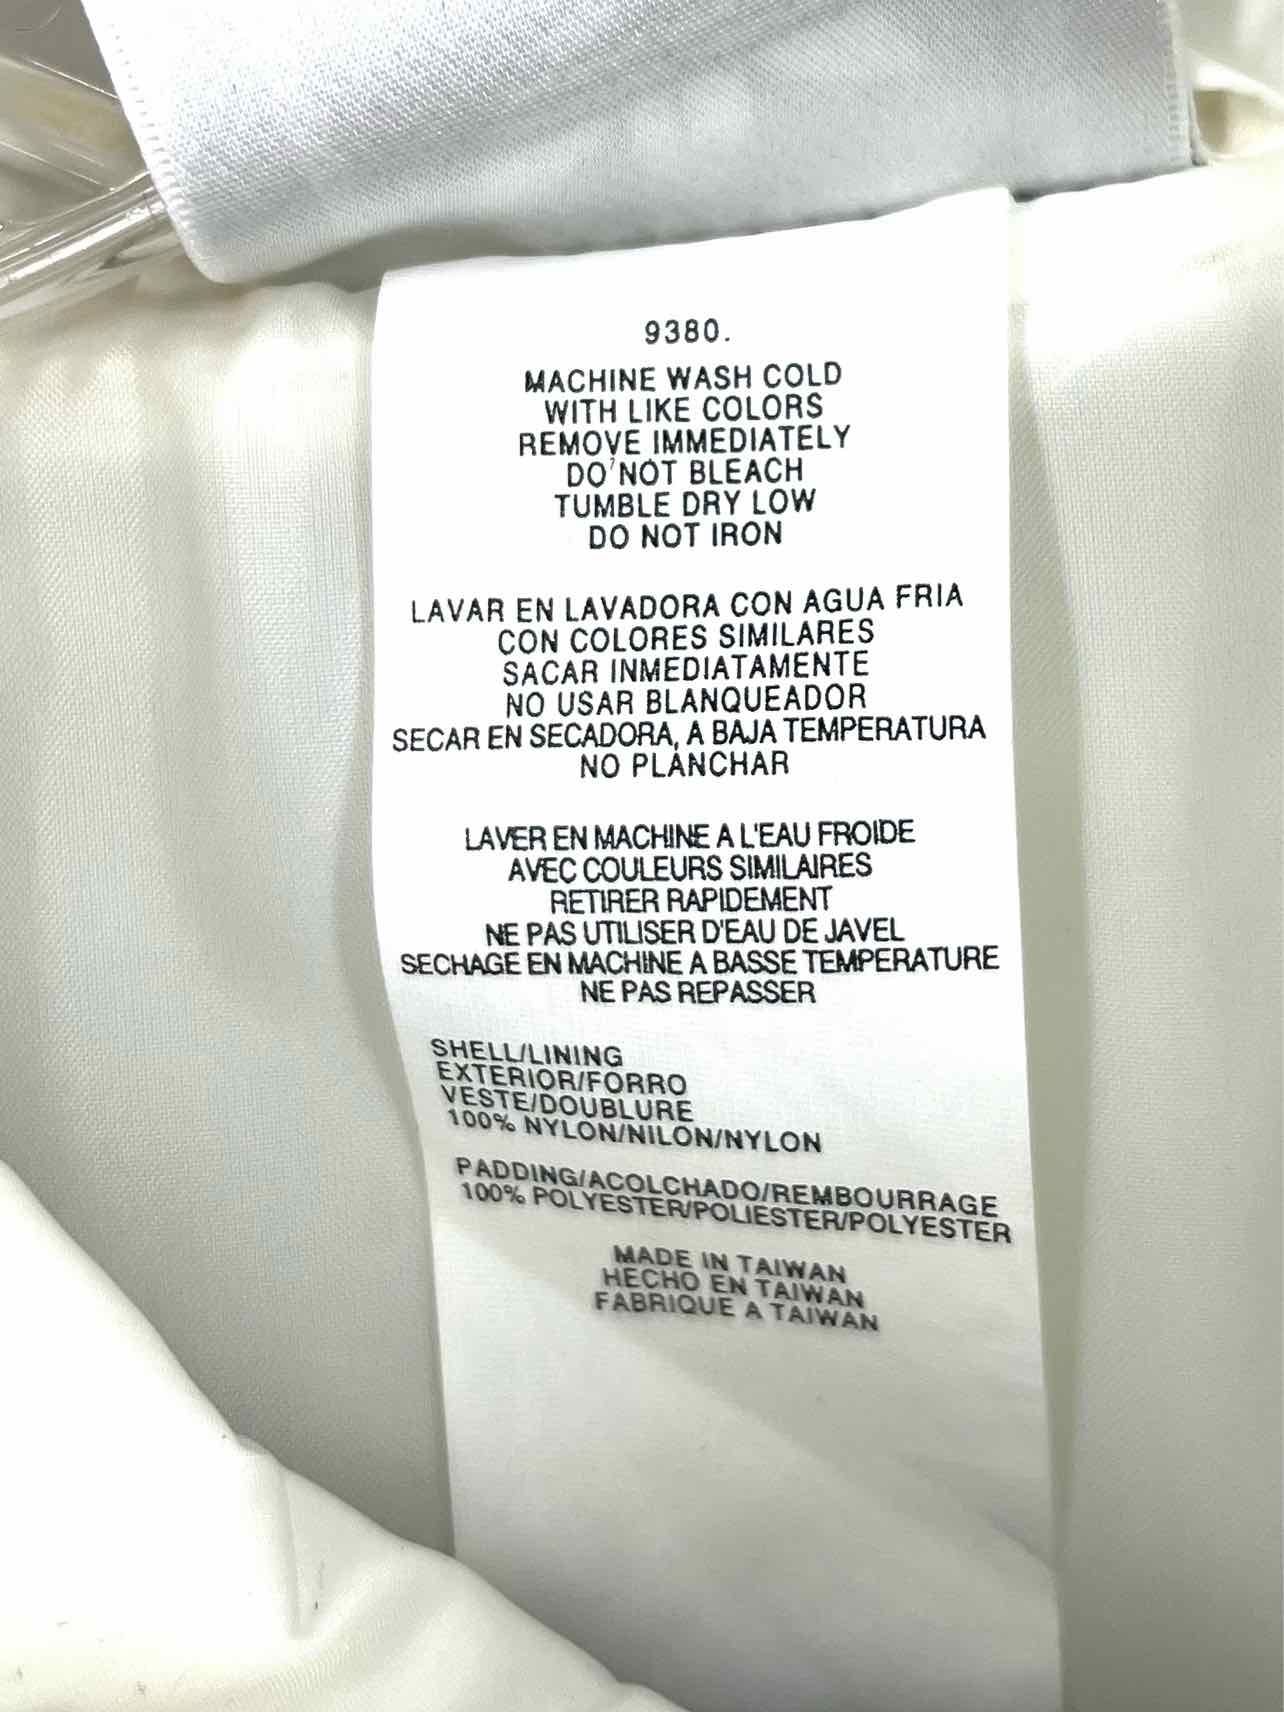 9380.
MACHINE WASH COLD
WITH LIKE COLORS
REMOVE IMMEDIATELY
DO'NOT BLEACH
TUMBLE DRY LOW
DO NOT IRON
LAVAR EN LAVADORA CON AGUA FRIA
CON COLORES SIMILARES
SACAR INMEDIATAMENTE
NO USAR BLANQUEADOR
SECAR EN SECADORA, A BAJA TEMPERATURA
NO PLANCHAR
LAVER EN MACHINE A L'EAU FROIDE
AVEC COULEURS SIMILAIRES
RETIRER RAPIDEMENT
NE PAS UTILISER D'EAU DE JAVEL
SECHAGE EN MACHINE A BASSE TEMPERATURE
NE PAS REPASSER
SHELL/LINING
EXTERIOR/FORRO
VESTE/DOUBLURE
100% NYLON/NILON/NYLON
PADDING/ACOLCHADO/REMBOURRAGE
100% POLYESTER/POLIESTER/POLYESTER
MADE IN TAIWAN
HECHO EN TAIWAN
FABRIQUE A TAIWAN